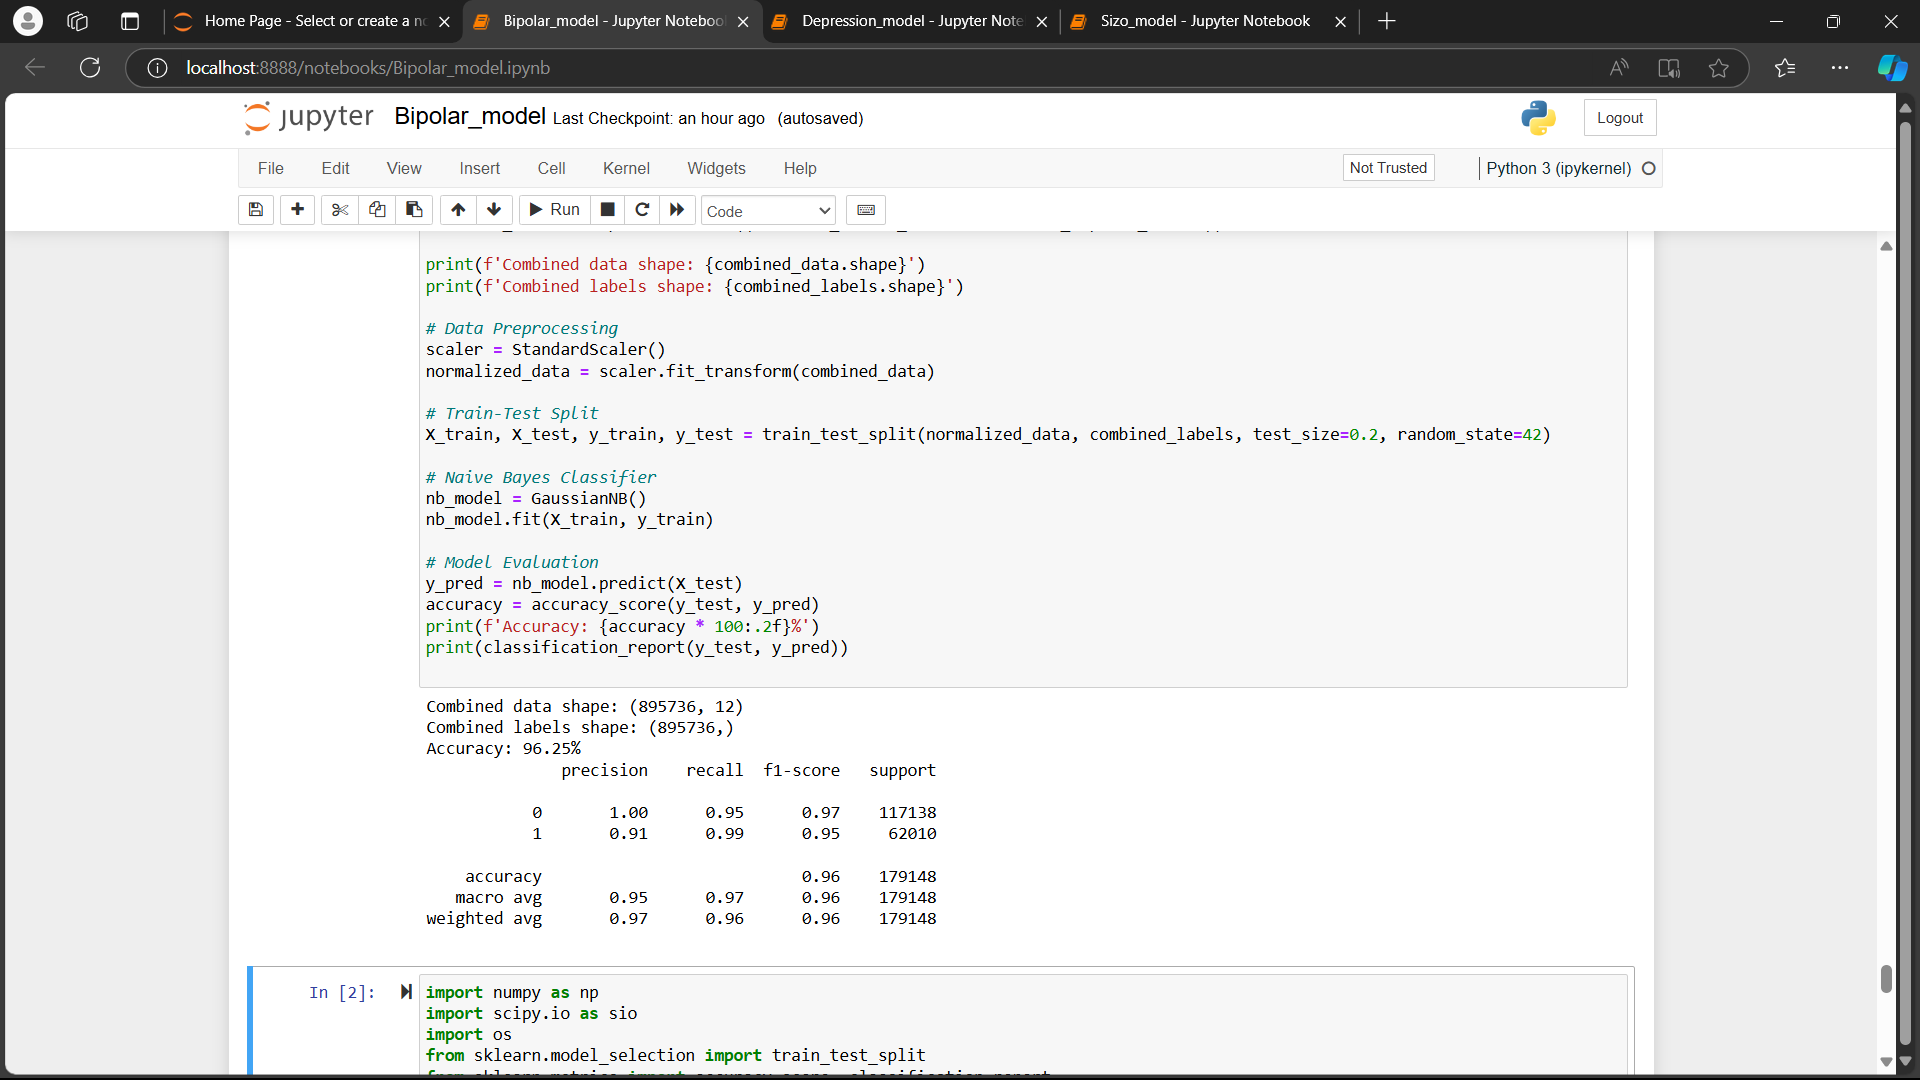 Home Page - Select or create a n
Bipolar_model - Jupyter Noteboo
Depression_model - Jupyter Note
Sizo_model - Jupyter Notebook
localhost:8888/notebooks/Bipolar_model.ipynb
jupyter Bipolar_model Last Checkpoint: an hour ago (autosaved)
Logout
File Edit View Insert Cell Kernel Widgets Help
Not Trusted
Python 3 (ipykernel)
Run
Code
print(f'Combined data shape: {combined_data.shape}')
print(f'Combined labels shape: {combined_labels.shape}')
# Data Preprocessing
scaler = StandardScaler()
normalized_data = scaler.fit_transform(combined_data)
# Train-Test Split
X_train, X_test, y_train, y_test = train_test_split(normalized_data, combined_labels, test_size=0.2, random_state=42)
# Naive Bayes Classifier
nb_model = GaussianNB()
nb_model.fit(X_train, y_train)
# Model Evaluation
y_pred = nb_model.predict(X_test)
accuracy = accuracy_score(y_test, y_pred)
print(f'Accuracy: {accuracy * 100:.2f}%')
print(classification_report(y_test, y_pred))
Combined data shape: (895736, 12)
Combined labels shape: (895736,)
Accuracy: 96.25%
precision recall f1-score support
0 1.00 0.95 0.97 117138
1 0.91 0.99 0.95 62010
accuracy 0.96 179148
macro avg 0.95 0.97 0.96 179148
weighted avg 0.97 0.96 0.96 179148
In [2]:
import numpy as np
import scipy.io as sio
import os
from sklearn.model_selection import train_test_split